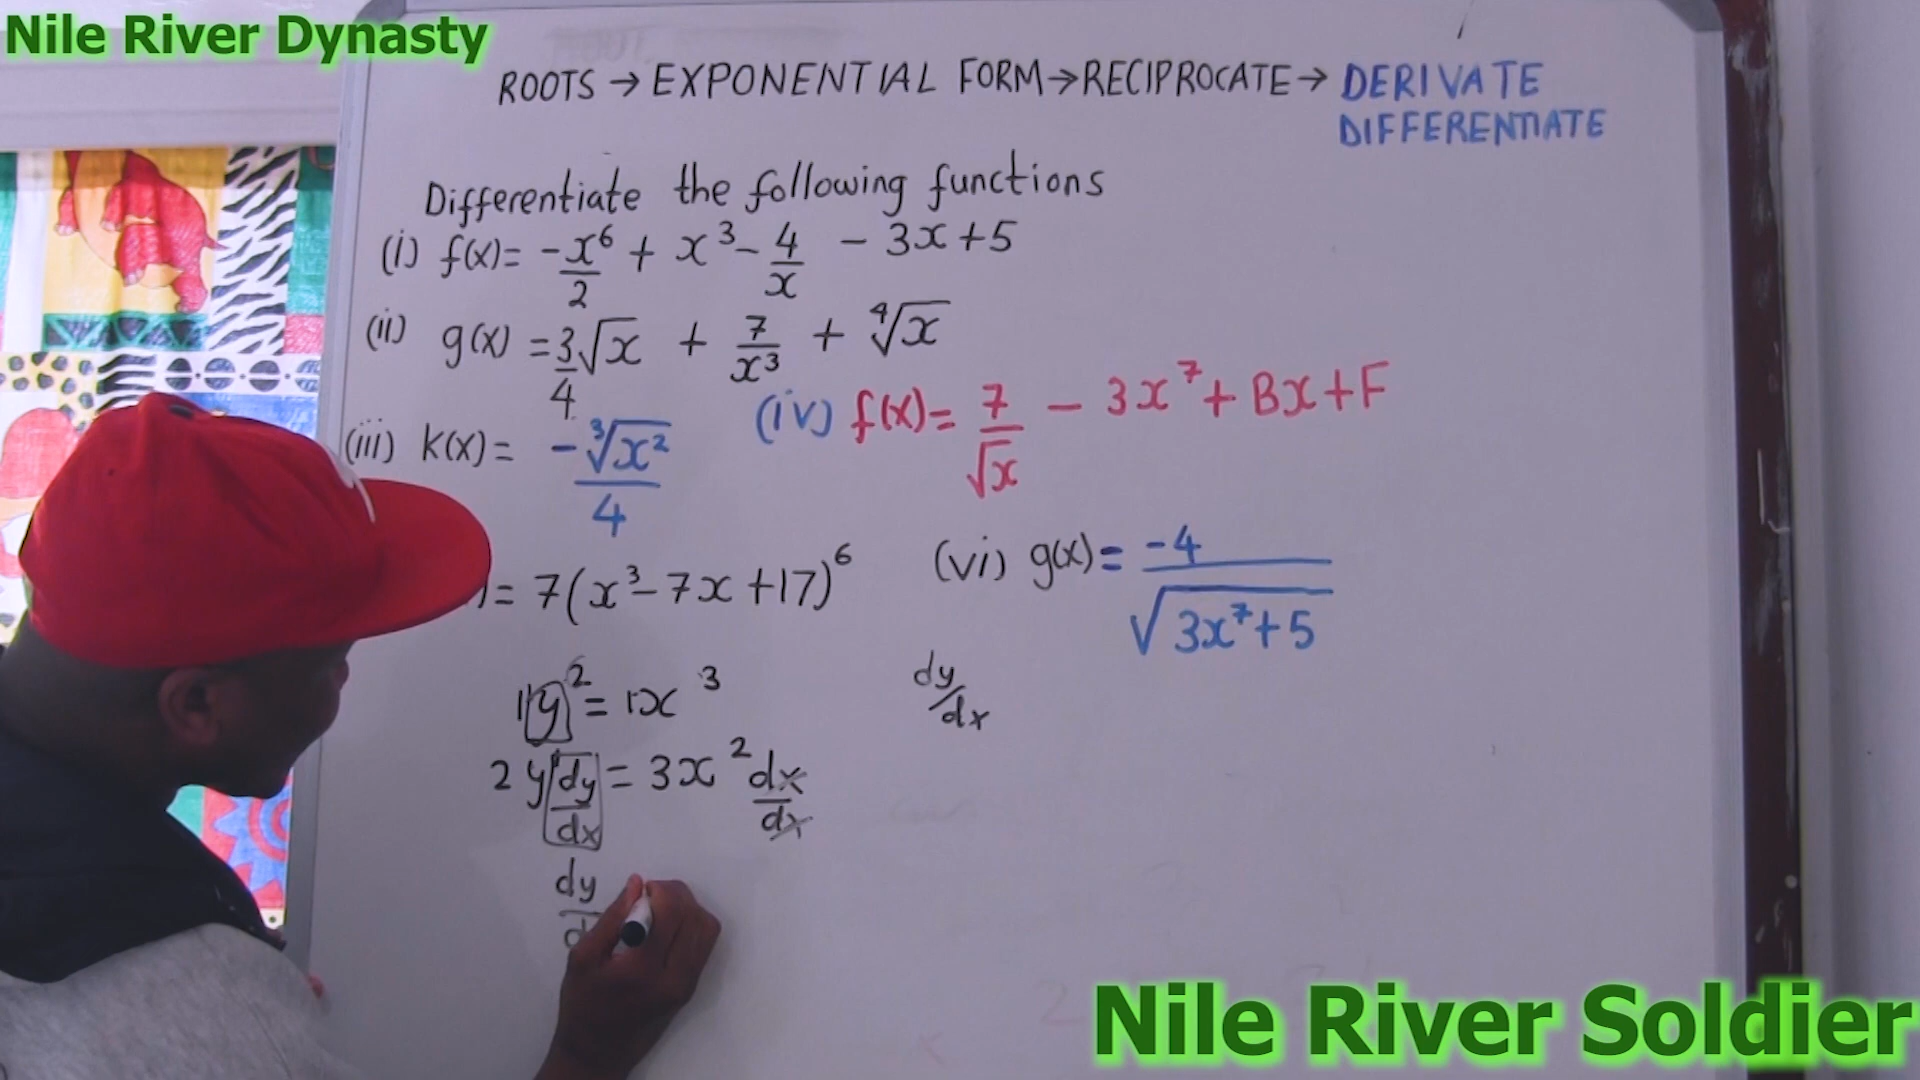 Nile River Dynasty
ROOTS → EXPONENTIAL FORM → RECIPROCATE → DERIVATE
DIFFERENTIATE
Differentiate the following functions
(i) f(x) = -x⁶/2 + x³ - 4/x - 3x + 5
(ii) g(x) = 3/4 √x + 7/x³ + ⁴√x
(iii) k(x) = -∛x²/4
(iv) f(x) = 7/√x - 3x⁷ + Bx + F
) = 7(x³ - 7x + 17)⁶
(vi) g(x) = -4/√3x⁷ + 5
1y² = 1x³
dy/dx
2y¹ dy/dx = 3x² dx/dx
dy/d
Nile River Soldier